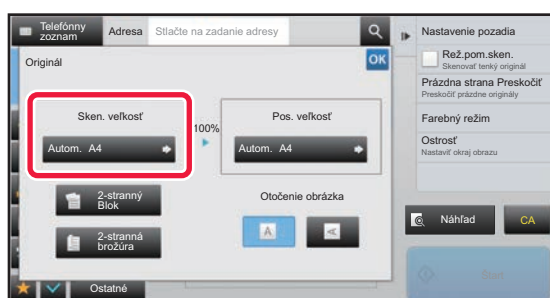 Telefónny
zoznam
Adresa
Stlačte na zadanie adresy
Originál
OK
Sken. veľkosť
100%
Pos. veľkosť
Autom. A4
Autom. A4
2-stranný
Blok
2-stranná
brožúra
Otočenie obrázka
A
A
Ostatné
Nastavenie pozadia
Rež.pom.sken.
Skenovať tenký originál
Prázdna strana Preskočiť
Preskočiť prázdne originály
Farebný režim
Ostrosť
Nastaviť okraj obrazu
Náhľad
CA
Štart